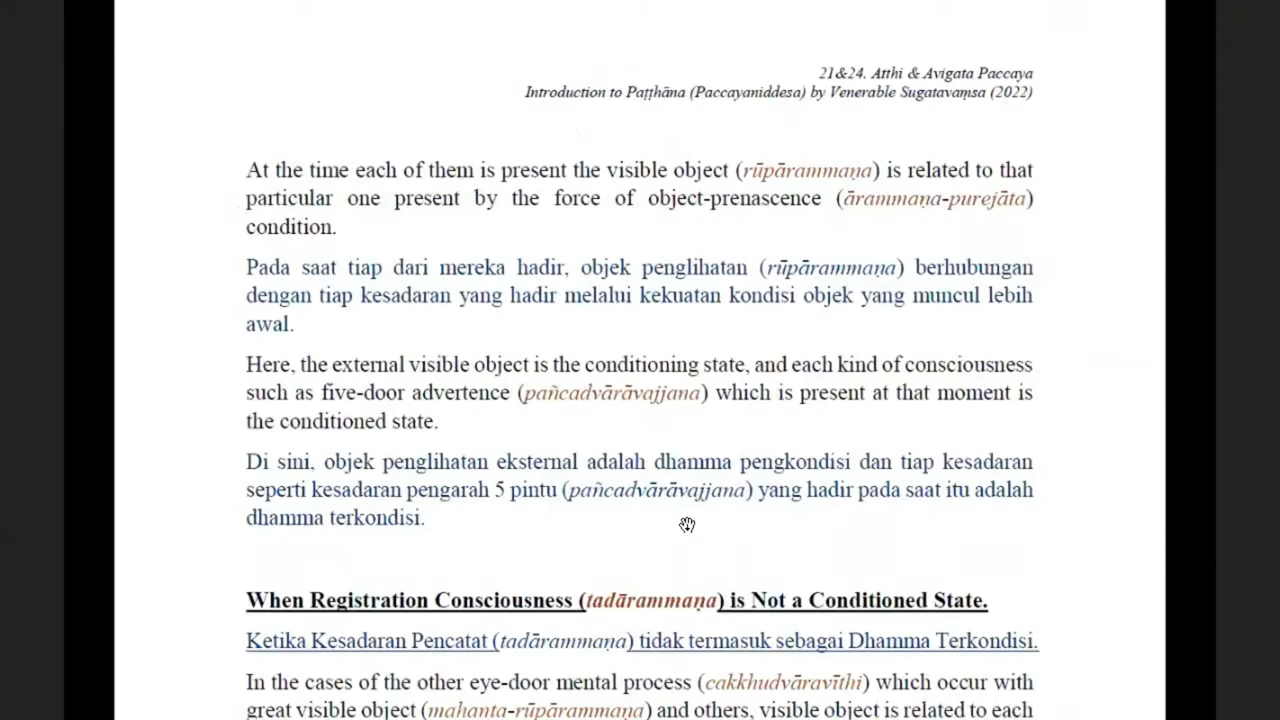 21&24. Atthi & Avigata Paccaya
Introduction to Paṭṭhāna (Paccayaniddesa) by Venerable Sugatavaṃsa (2022)
At the time each of them is present the visible object (rūpārammaṇa) is related to that
particular one present by the force of object-prenascence (ārammaṇa-purejāta)
condition.
Pada saat tiap dari mereka hadir, objek penglihatan (rūpārammaṇa) berhubungan
dengan tiap kesadaran yang hadir melalui kekuatan kondisi objek yang muncul lebih
awal.
Here, the external visible object is the conditioning state, and each kind of consciousness
such as five-door advertence (pañcadvārāvajjana) which is present at that moment is
the conditioned state.
Di sini, objek penglihatan eksternal adalah dhamma pengkondisi dan tiap kesadaran
seperti kesadaran pengarah 5 pintu (pañcadvārāvajjana) yang hadir pada saat itu adalah
dhamma terkondisi.
When Registration Consciousness (tadārammaṇa) is Not a Conditioned State.
Ketika Kesadaran Pencatat (tadārammaṇa) tidak termasuk sebagai Dhamma Terkondisi.
In the cases of the other eye-door mental process (cakkhudvāravīthi) which occur with
great visible object (mahanta-rūpārammaṇa) and others, visible object is related to each